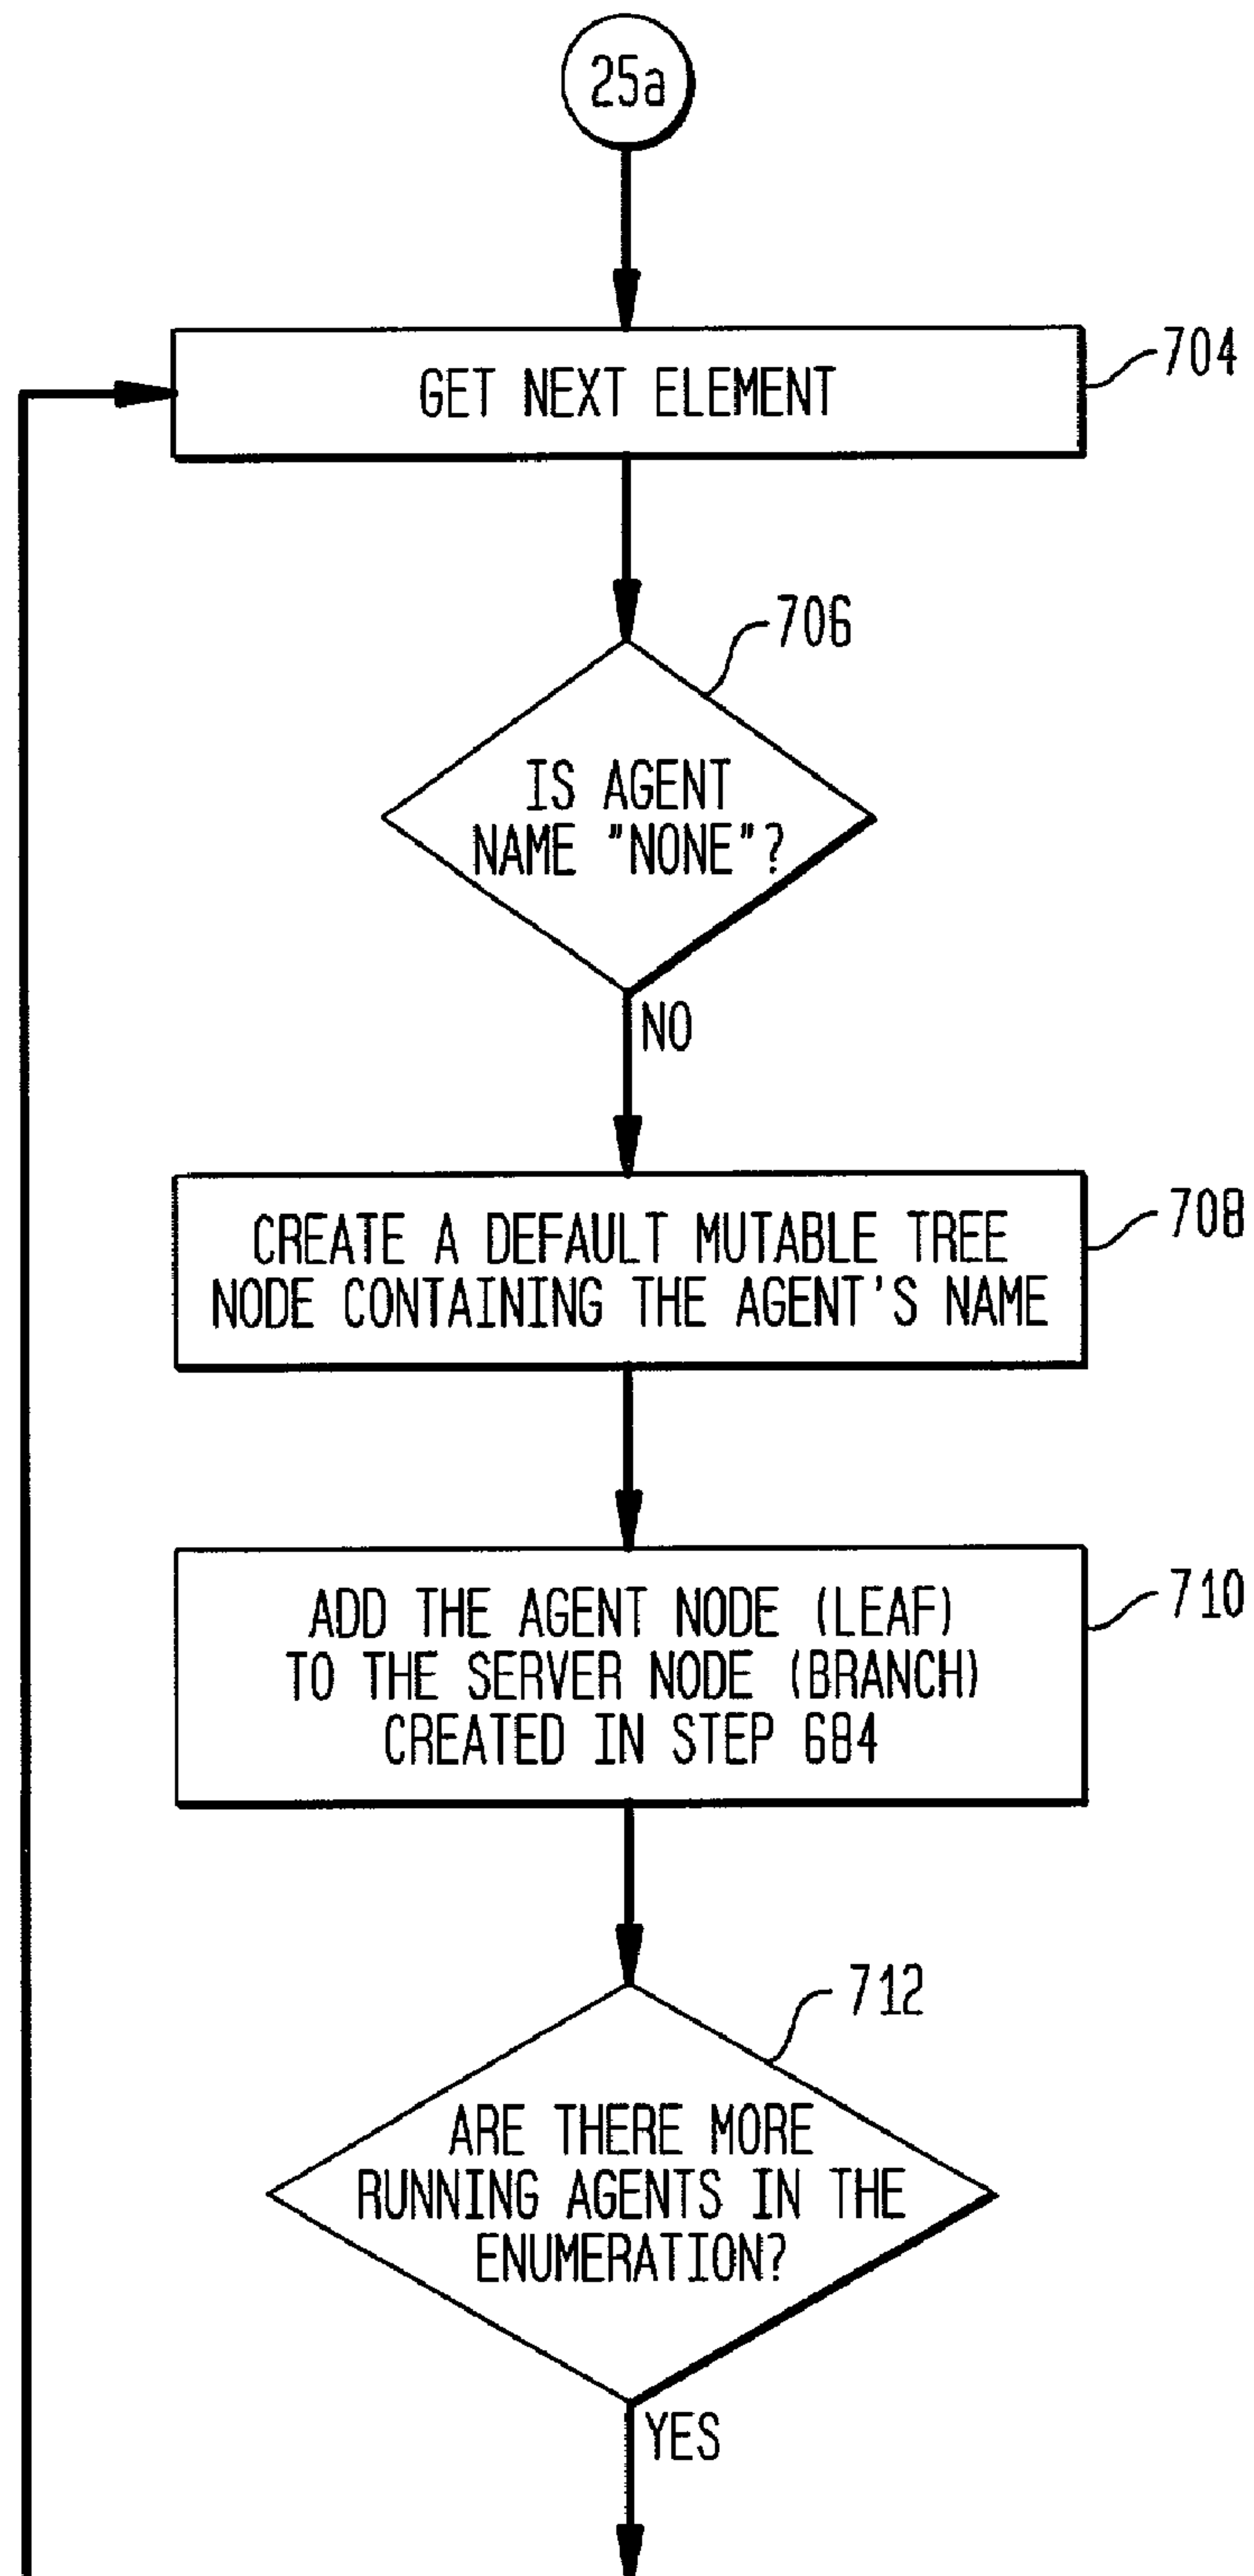 25a
GET NEXT ELEMENT
704
706
IS AGENT
NAME "NONE"?
NO
CREATE A DEFAULT MUTABLE TREE
NODE CONTAINING THE AGENT'S NAME
708
ADD THE AGENT NODE (LEAF)
TO THE SERVER NODE (BRANCH)
CREATED IN STEP 684
710
712
ARE THERE MORE
RUNNING AGENTS IN THE
ENUMERATION?
YES